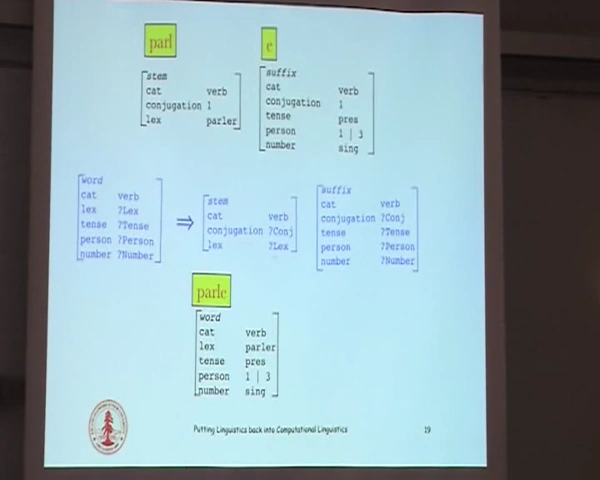 parl
e
stem
cat verb
conjugation 1
lex parler
suffix
cat verb
conjugation 1
tense pres
person 1 | 3
number sing
word
cat verb
lex ?Lex
tense ?Tense
person ?Person
number ?Number
⇒
stem
cat verb
conjugation ?Conj
lex ?Lex
suffix
cat verb
conjugation ?Conj
tense ?Tense
person ?Person
number ?Number
parle
word
cat verb
lex parler
tense pres
person 1 | 3
number sing
Putting Linguistics back into Computational Linguistics 19